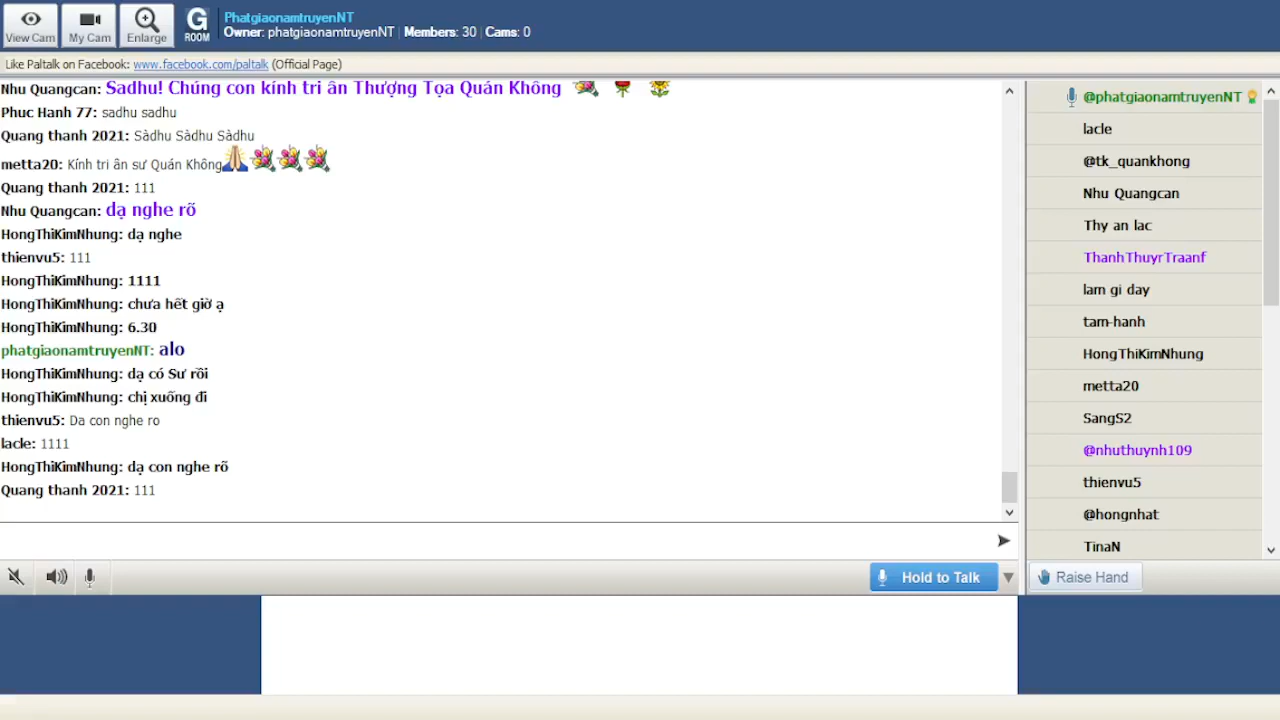 View Cam
My Cam
Enlarge
G
ROOM
PhatgiaonamtruyenNT
Owner: phatgiaonamtruyenNT | Members: 30 | Cams: 0
Like Paltalk on Facebook: www.facebook.com/paltalk (Official Page)
Nhu Quangcan: Sadhu! Chúng con kính tri ân Thượng Tọa Quán Không
Phuc Hanh 77: sadhu sadhu
Quang thanh 2021: Sàdhu Sàdhu Sàdhu
metta20: Kính tri ân sư Quán Không
Quang thanh 2021: 111
Nhu Quangcan: dạ nghe rõ
HongThiKimNhung: dạ nghe
thienvu5: 111
HongThiKimNhung: 1111
HongThiKimNhung: chưa hết giờ ạ
HongThiKimNhung: 6.30
phatgiaonamtruyenNT: alo
HongThiKimNhung: dạ có Sư rồi
HongThiKimNhung: chị xuống đi
thienvu5: Da con nghe ro
lacle: 1111
HongThiKimNhung: dạ con nghe rõ
Quang thanh 2021: 111
Hold to Talk
@phatgiaonamtruyenNT
lacle
@tk_quankhong
Nhu Quangcan
Thy an lac
ThanhThuyrTraanf
lam gi day
tam-hanh
HongThiKimNhung
metta20
SangS2
@nhuthuynh109
thienvu5
@hongnhat
TinaN
Raise Hand